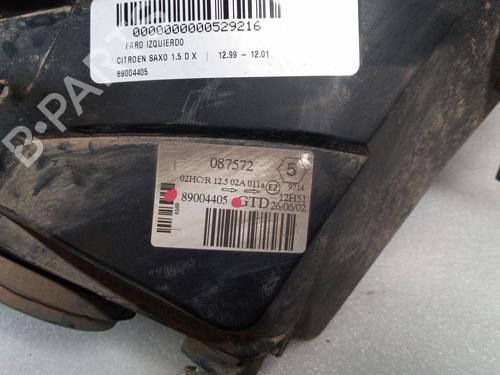 0000000000529216
FARO IZQUIERDO
CITROEN SAXO 1.5 D X | 12.99 - 12.01
89004405
B-PARTS
087572
5
02HC/R 12.5 02A 011a E2 9714
12H51
89004405 GTD 26/06/02